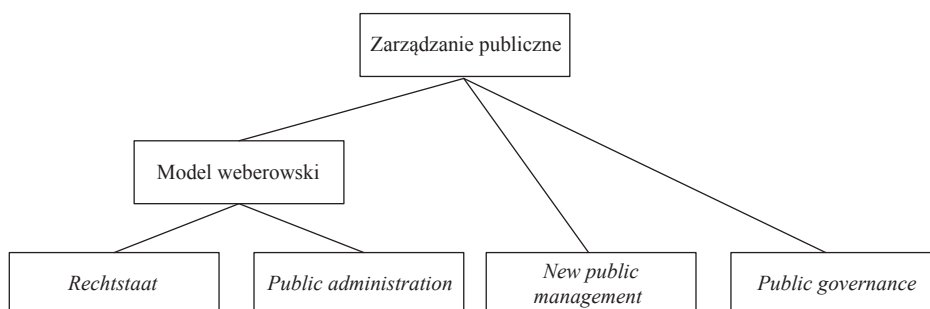 Zarządzanie publiczne
Model weberowski
Rechtstaat
Public administration
New public
management
Public governance